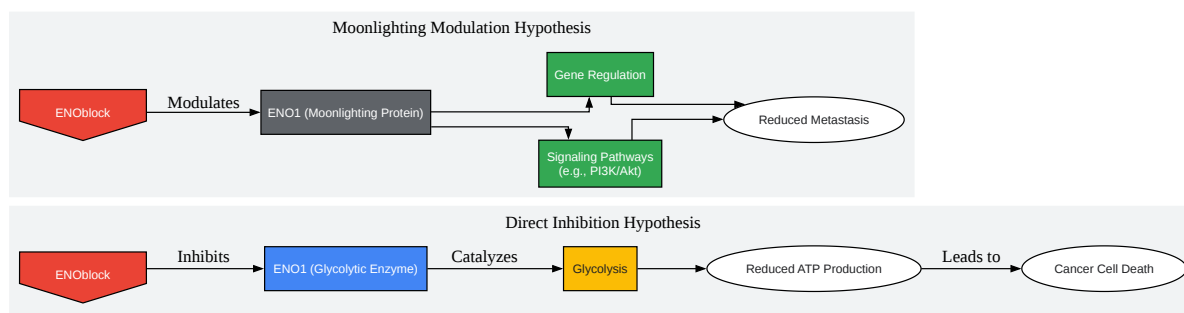 Moonlighting Modulation Hypothesis
Gene Regulation
ENOblock
Modulates
ENO1 (Moonlighting Protein)
Reduced Metastasis
Signaling Pathways
(e.g., PI3K/Akt)
Direct Inhibition Hypothesis
ENOblock
Inhibits
ENO1 (Glycolytic Enzyme)
Catalyzes
Glycolysis
Reduced ATP Production
Leads to
Cancer Cell Death